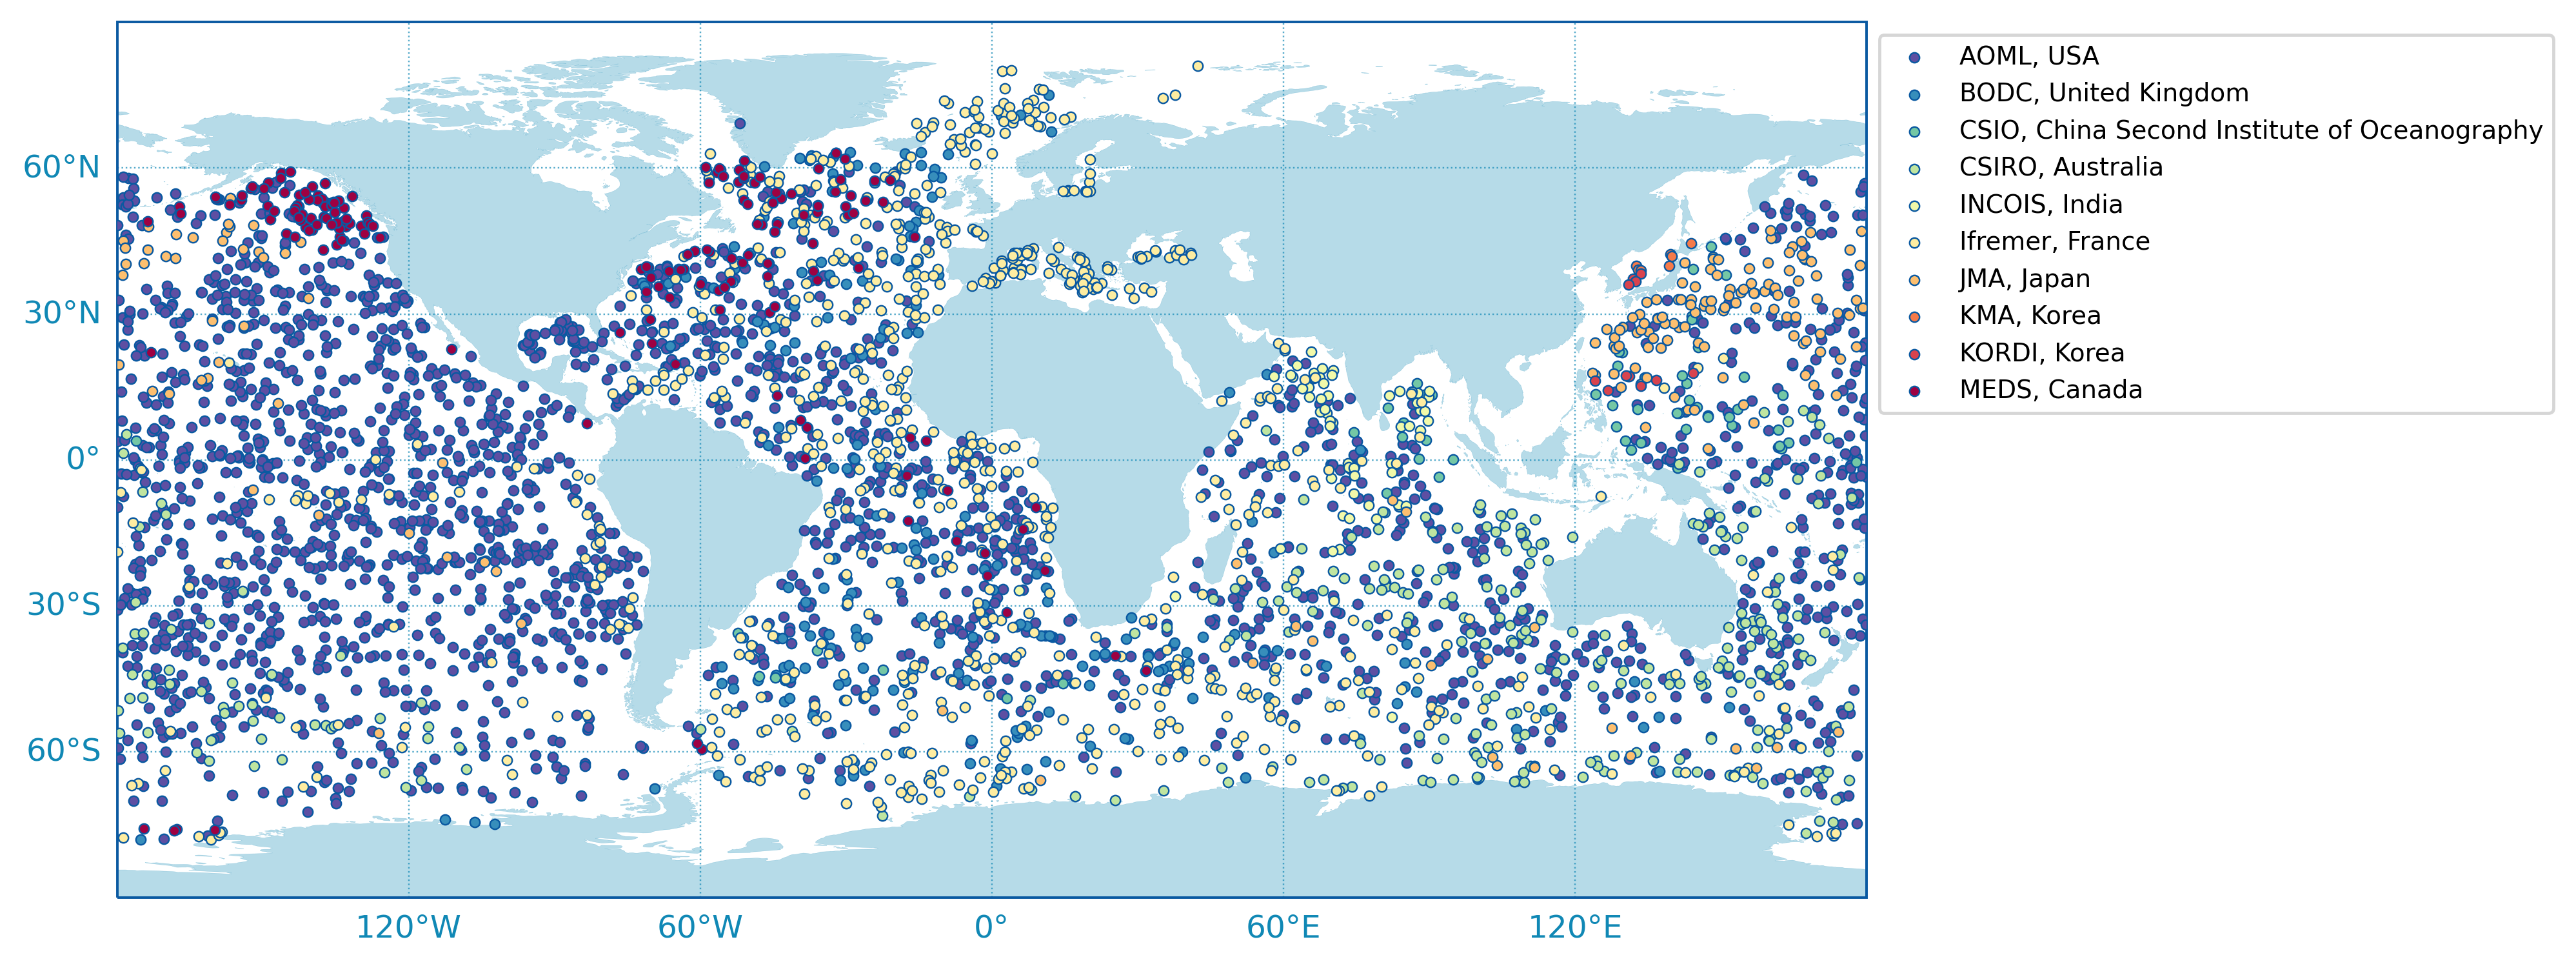 AOML, USA
BODC, United Kingdom
CSIO, China Second Institute of Oceanography
CSIRO, Australia
INCOIS, India
Ifremer, France
JMA, Japan
KMA, Korea
KORDI, Korea
MEDS, Canada
60°N
30°N
0°
30°S
60°S
120°W
60°W
0°
60°E
120°E